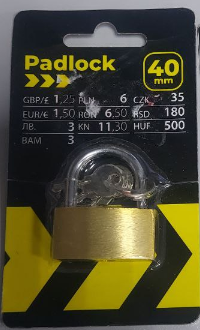 Padlock
40
mm
GBP/£ 1,25 PLN 6 CZK 35
EUR/€ 1,50 RON 6,50 RSD 180
ЛВ. 3 KN 11,30 HUF 500
BAM 3